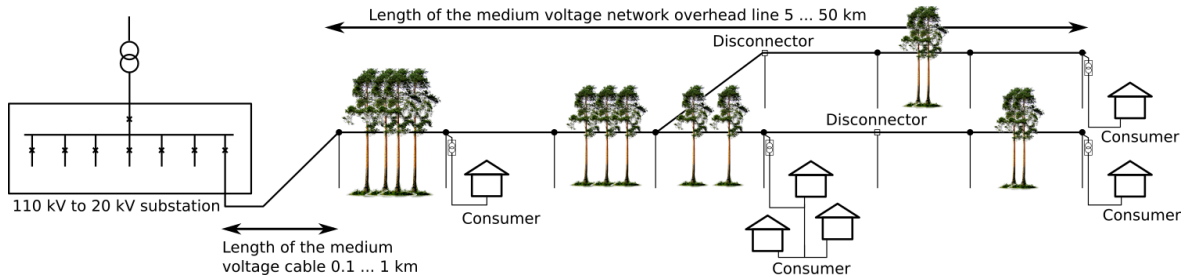 Length of the medium voltage network overhead line 5 ... 50 km
Disconnector
Disconnector
Consumer
110 kV to 20 kV substation
Consumer
Consumer
Length of the medium
voltage cable 0.1 ... 1 km
Consumer